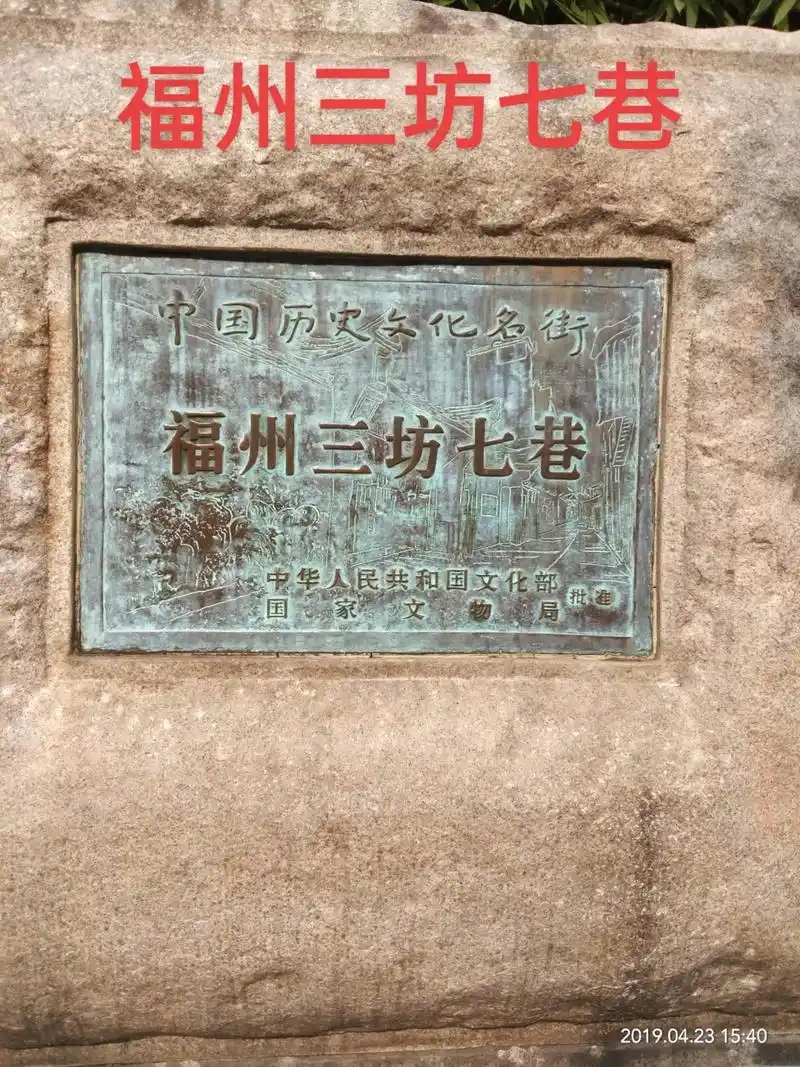 福州三坊七巷
中国历史文化名街
福州三坊七巷
中华人民共和国文化部
国家文物局 批准
2019.04.23 15:40